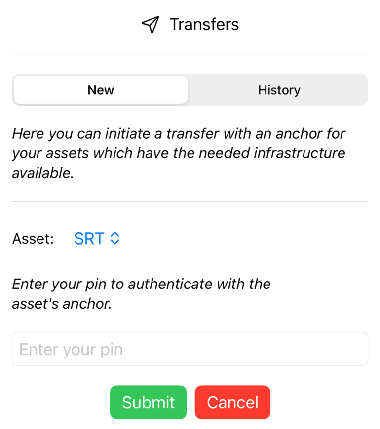 Transfers
New
History
Here you can initiate a transfer with an anchor for
your assets which have the needed infrastructure
available.
Asset: SRT
Enter your pin to authenticate with the
asset's anchor.
Enter your pin
Submit
Cancel